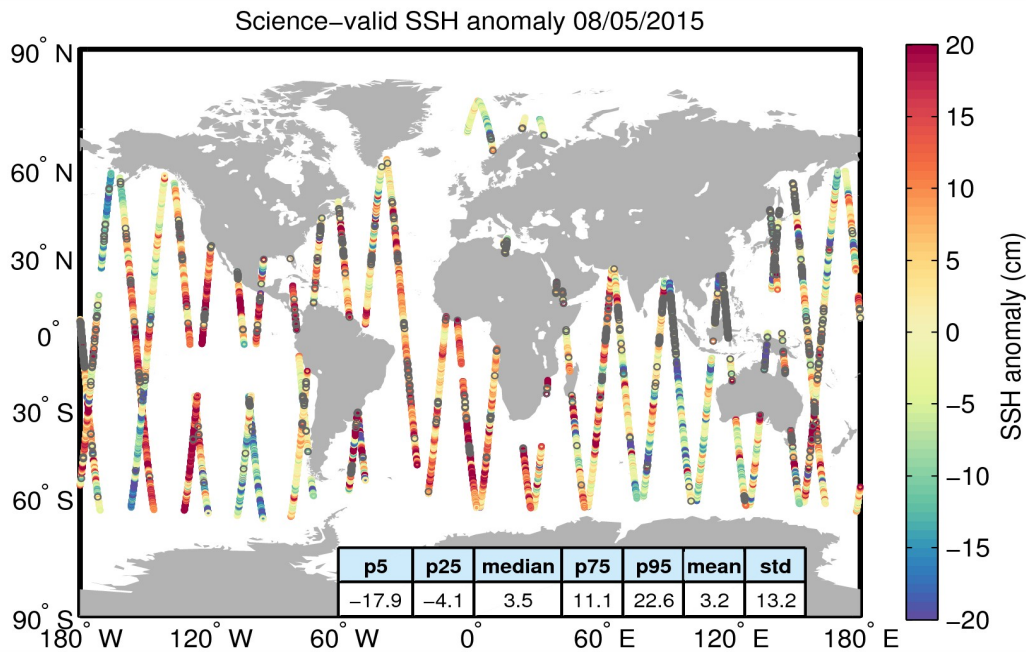 Science−valid SSH anomaly 08/05/2015
90° N
60° N
30° N
0°
30° S
60° S
90° S
180° W
120° W
60° W
0°
60° E
120° E
180° E
p5 p25 median p75 p95 mean std
−17.9 −4.1 3.5 11.1 22.6 3.2 13.2
20
15
10
5
0
−5
−10
−15
−20
SSH anomaly (cm)